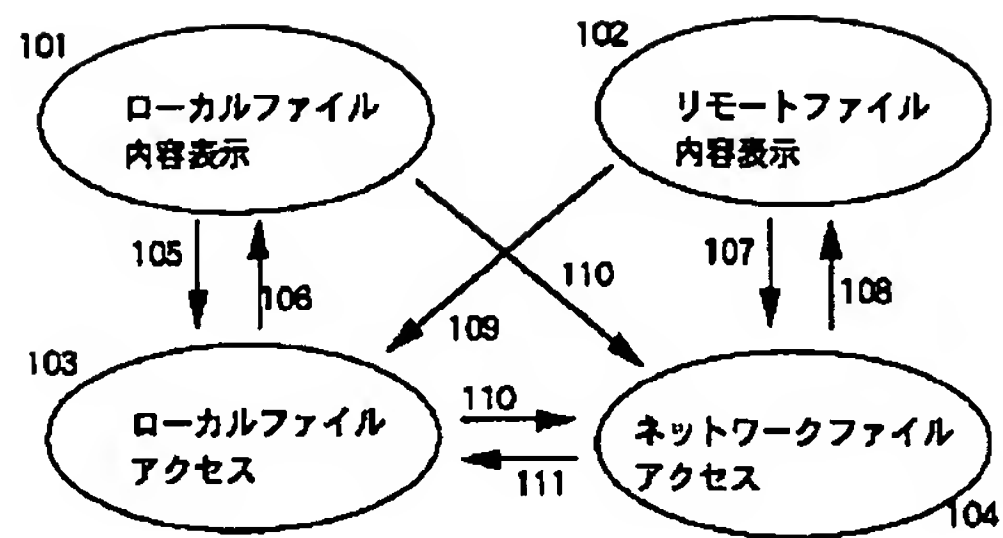 101
ローカルファイル
内容表示
102
リモートファイル
内容表示
105
106
107
108
110
109
103
ローカルファイル
アクセス
110
111
ネットワークファイル
アクセス
104